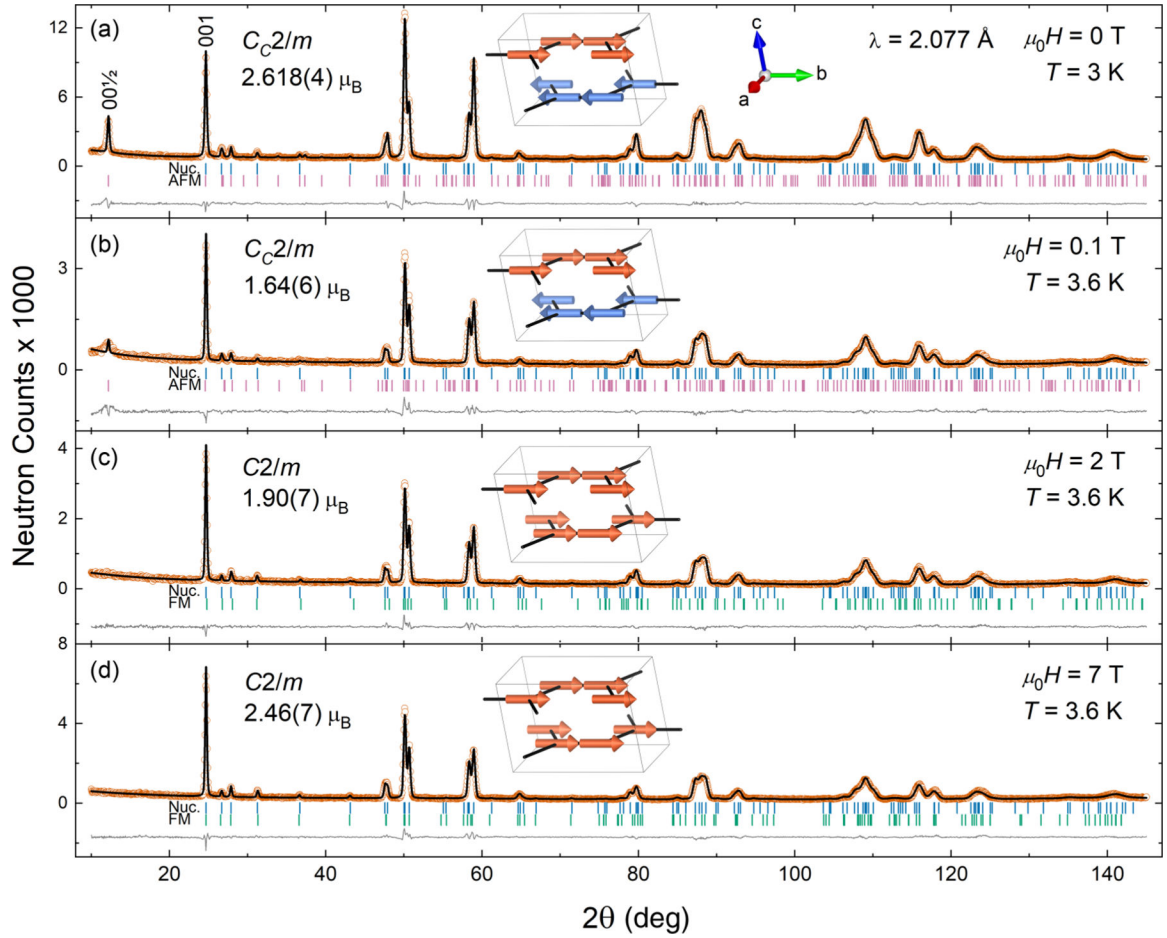 Neutron Counts x 1000
(a)
C_C2/m
2.618(4) μ_B
00½
001
c
b
a
λ = 2.077 Å
μ₀H = 0 T
T = 3 K
12
6
0
Nuc.
AFM
(b)
C_C2/m
1.64(6) μ_B
μ₀H = 0.1 T
T = 3.6 K
3
0
Nuc.
AFM
(c)
C2/m
1.90(7) μ_B
μ₀H = 2 T
T = 3.6 K
4
2
0
Nuc.
FM
(d)
C2/m
2.46(7) μ_B
μ₀H = 7 T
T = 3.6 K
8
4
0
Nuc.
FM
20 40 60 80 100 120 140
2θ (deg)